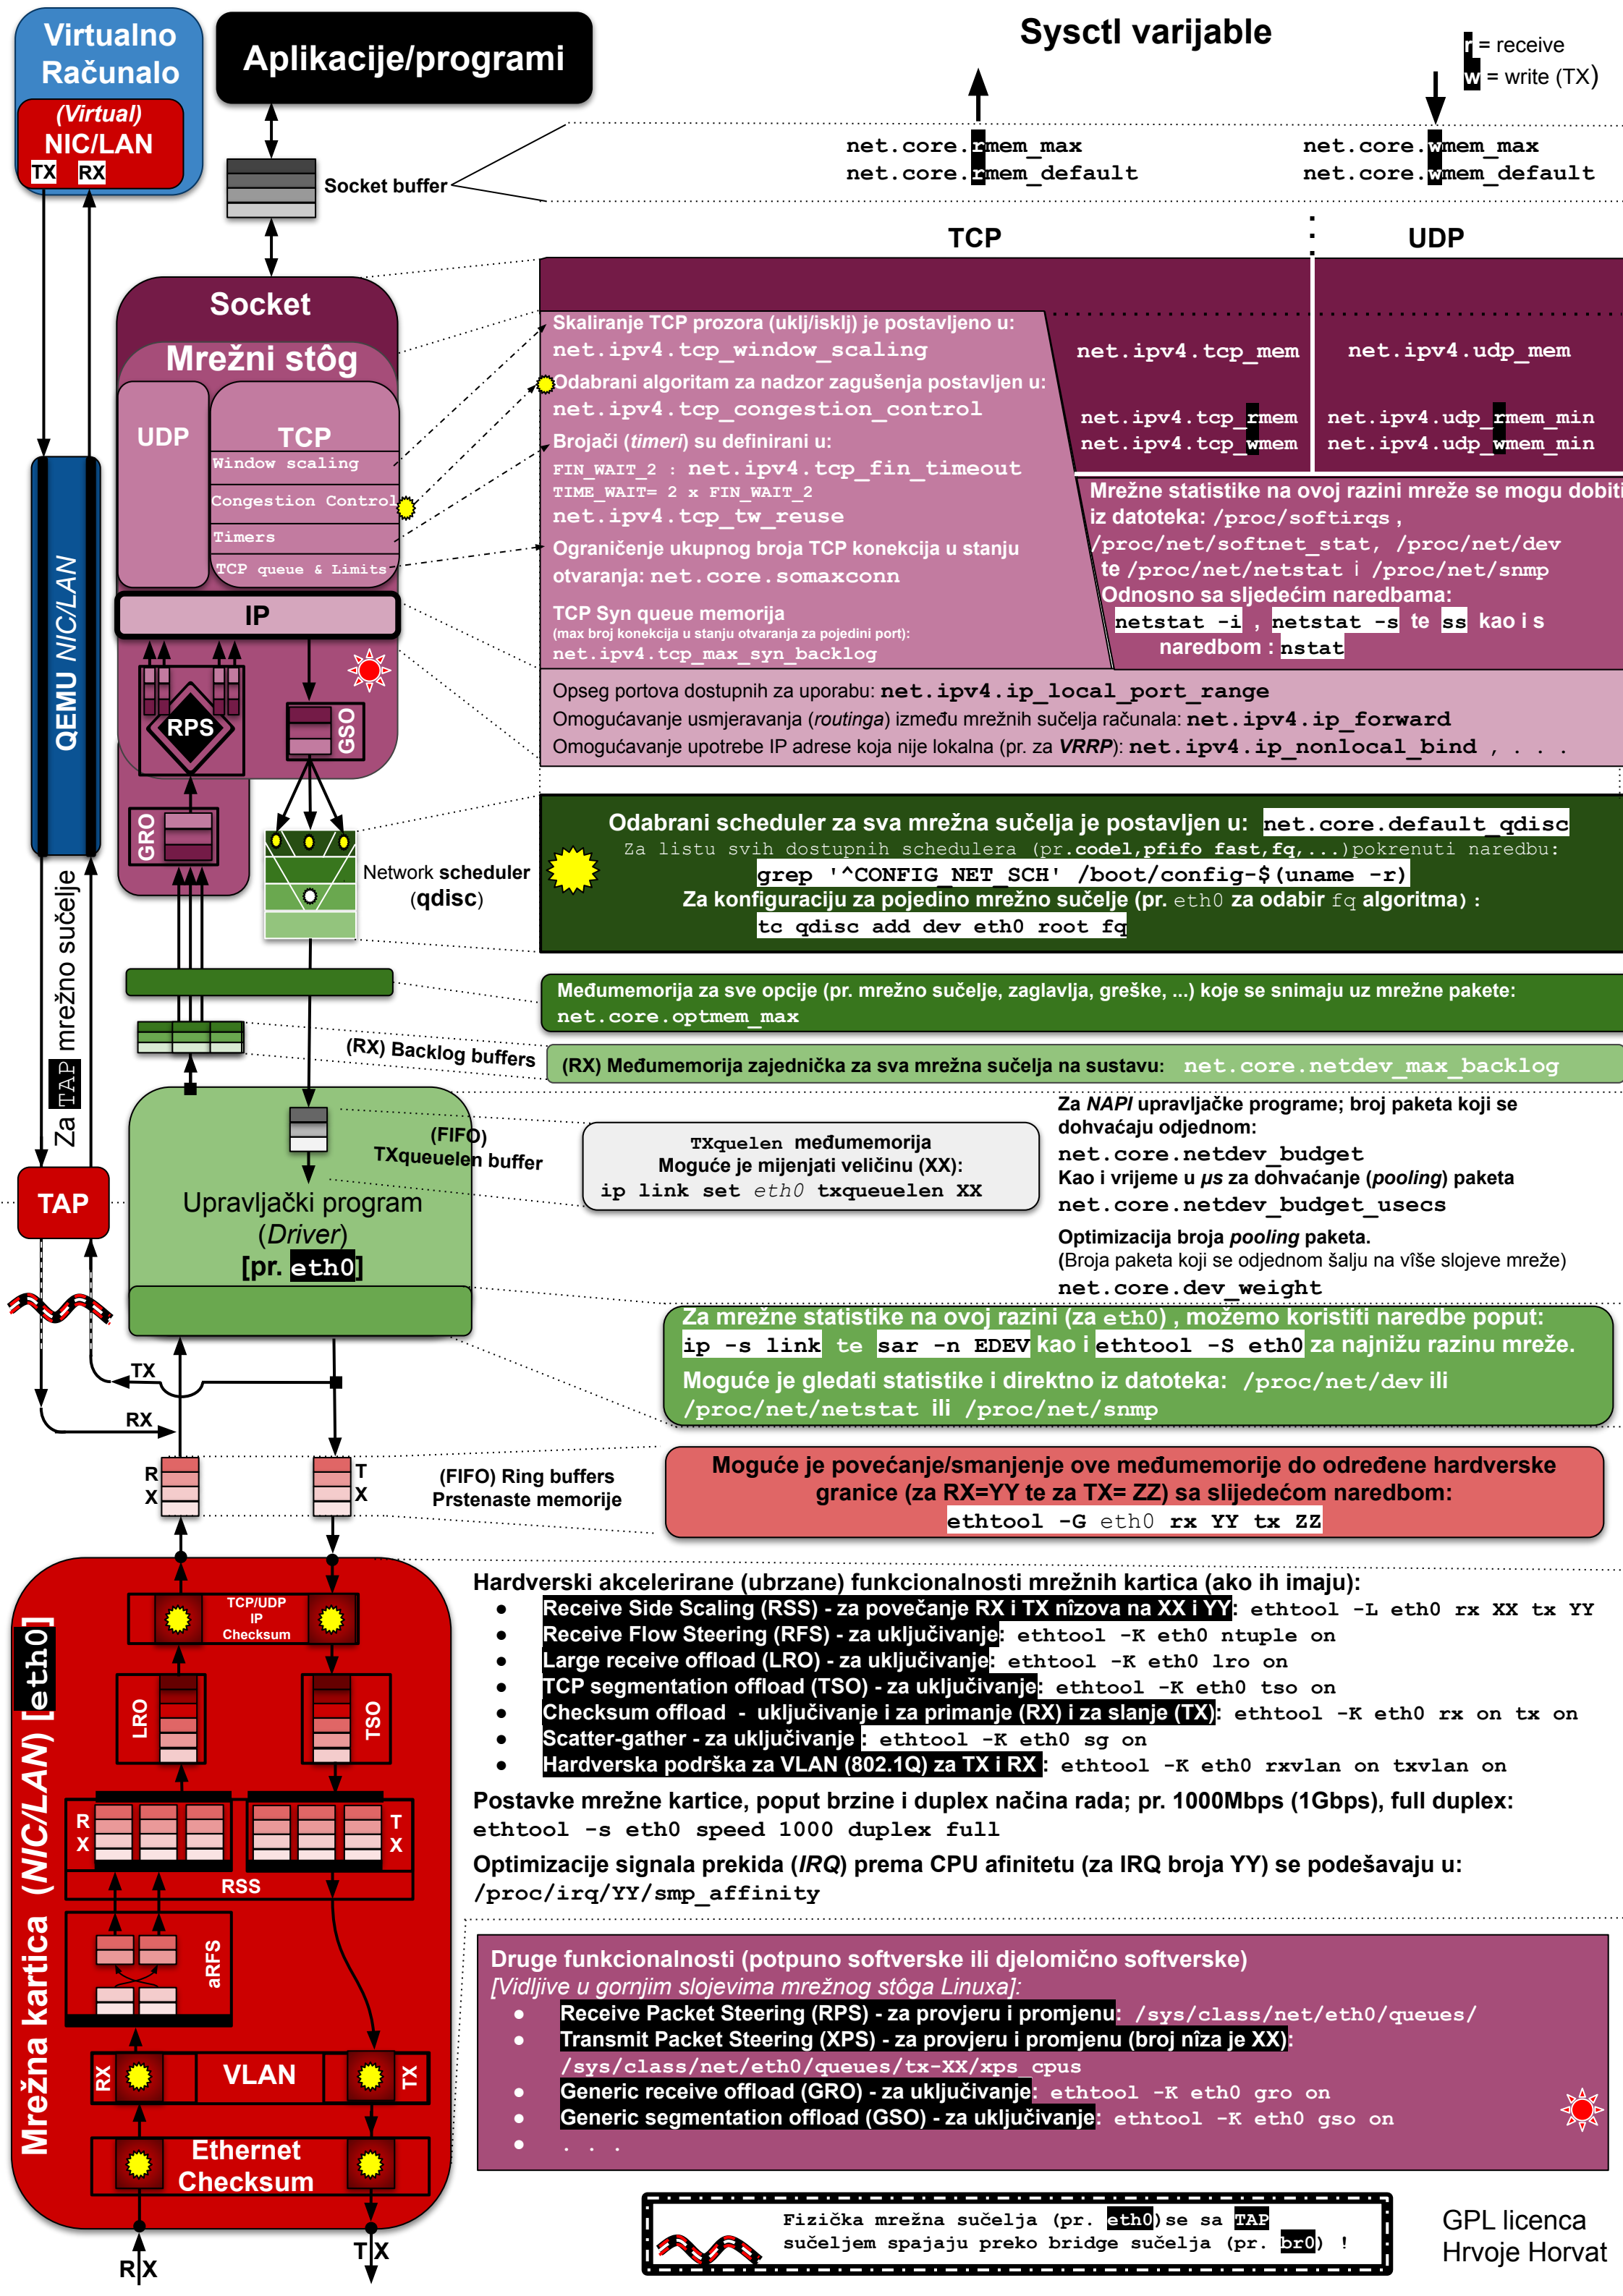 Virtualno
Računalo
(Virtual)
NIC/LAN
TX RX
Aplikacije/programi
Sysctl varijable
r = receive
w = write (TX)
Socket buffer
net.core.rmem_max
net.core.rmem_default
net.core.wmem_max
net.core.wmem_default
TCP
UDP
Socket
Mrežni stôg
UDP
TCP
Window scaling
Congestion Control
Timers
TCP queue & Limits
IP
RPS
GSO
GRO
Skaliranje TCP prozora (uklj/isklj) je postavljeno u:
net.ipv4.tcp_window_scaling
Odabrani algoritam za nadzor zagušenja postavljen u:
net.ipv4.tcp_congestion_control
Brojači (timeri) su definirani u:
FIN_WAIT_2 : net.ipv4.tcp_fin_timeout
TIME_WAIT= 2 x FIN_WAIT_2
net.ipv4.tcp_tw_reuse
Ograničenje ukupnog broja TCP konekcija u stanju
otvaranja: net.core.somaxconn
TCP Syn queue memorija
(max broj konekcija u stanju otvaranja za pojedini port):
net.ipv4.tcp_max_syn_backlog
net.ipv4.tcp_mem
net.ipv4.tcp_rmem
net.ipv4.tcp_wmem
net.ipv4.udp_mem
net.ipv4.udp_rmem_min
net.ipv4.udp_wmem_min
Mrežne statistike na ovoj razini mreže se mogu dobiti
iz datoteka: /proc/softirqs ,
/proc/net/softnet_stat, /proc/net/dev
te /proc/net/netstat i /proc/net/snmp
Odnosno sa sljedećim naredbama:
netstat -i , netstat -s te ss kao i s
naredbom : nstat
Opseg portova dostupnih za uporabu: net.ipv4.ip_local_port_range
Omogućavanje usmjeravanja (routinga) između mrežnih sučelja računala: net.ipv4.ip_forward
Omogućavanje upotrebe IP adrese koja nije lokalna (pr. za VRRP): net.ipv4.ip_nonlocal_bind , . . .
QEMU NIC/LAN
Za TAP mrežno sučelje
TAP
Network scheduler
(qdisc)
Odabrani scheduler za sva mrežna sučelja je postavljen u: net.core.default_qdisc
Za listu svih dostupnih schedulera (pr.codel,pfifo fast,fq,...)pokrenuti naredbu:
grep '^CONFIG_NET_SCH' /boot/config-$(uname -r)
Za konfiguraciju za pojedino mrežno sučelje (pr. eth0 za odabir fq algoritma) :
tc qdisc add dev eth0 root fq
Međumemorija za sve opcije (pr. mrežno sučelje, zaglavlja, greške, ...) koje se snimaju uz mrežne pakete:
net.core.optmem_max
(RX) Backlog buffers
(RX) Međumemorija zajednička za sva mrežna sučelja na sustavu: net.core.netdev_max_backlog
(FIFO)
TXqueuelen buffer
Upravljački program
(Driver)
[pr. eth0]
TXquelen međumemorija
Moguće je mijenjati veličinu (XX):
ip link set eth0 txqueuelen XX
Za NAPI upravljačke programe; broj paketa koji se
dohvaćaju odjednom:
net.core.netdev_budget
Kao i vrijeme u µs za dohvaćanje (pooling) paketa
net.core.netdev_budget_usecs
Optimizacija broja pooling paketa.
(Broja paketa koji se odjednom šalju na vîše slojeve mreže)
net.core.dev_weight
Za mrežne statistike na ovoj razini (za eth0) , možemo koristiti naredbe poput:
ip -s link te sar -n EDEV kao i ethtool -S eth0 za najnižu razinu mreže.
Moguće je gledati statistike i direktno iz datoteka: /proc/net/dev ili
/proc/net/netstat ili /proc/net/snmp
TX
RX
RX
TX
(FIFO) Ring buffers
Prstenaste memorije
Moguće je povećanje/smanjenje ove međumemorije do određene hardverske
granice (za RX=YY te za TX= ZZ) sa slijedećom naredbom:
ethtool -G eth0 rx YY tx ZZ
Mrežna kartica (NIC/LAN) [eth0]
TCP/UDP
IP
Checksum
LRO
TSO
RX
TX
RSS
aRFS
RX
VLAN
TX
Ethernet
Checksum
RX
TX
Hardverski akcelerirane (ubrzane) funkcionalnosti mrežnih kartica (ako ih imaju):
● Receive Side Scaling (RSS) - za povečanje RX i TX nîzova na XX i YY: ethtool -L eth0 rx XX tx YY
● Receive Flow Steering (RFS) - za uključivanje: ethtool -K eth0 ntuple on
● Large receive offload (LRO) - za uključivanje: ethtool -K eth0 lro on
● TCP segmentation offload (TSO) - za uključivanje: ethtool -K eth0 tso on
● Checksum offload - uključivanje i za primanje (RX) i za slanje (TX): ethtool -K eth0 rx on tx on
● Scatter-gather - za uključivanje : ethtool -K eth0 sg on
● Hardverska podrška za VLAN (802.1Q) za TX i RX : ethtool -K eth0 rxvlan on txvlan on
Postavke mrežne kartice, poput brzine i duplex načina rada; pr. 1000Mbps (1Gbps), full duplex:
ethtool -s eth0 speed 1000 duplex full
Optimizacije signala prekida (IRQ) prema CPU afinitetu (za IRQ broja YY) se podešavaju u:
/proc/irq/YY/smp_affinity
Druge funkcionalnosti (potpuno softverske ili djelomično softverske)
[Vidljive u gornjim slojevima mrežnog stôga Linuxa]:
● Receive Packet Steering (RPS) - za provjeru i promjenu: /sys/class/net/eth0/queues/
● Transmit Packet Steering (XPS) - za provjeru i promjenu (broj nîza je XX):
/sys/class/net/eth0/queues/tx-XX/xps_cpus
● Generic receive offload (GRO) - za uključivanje: ethtool -K eth0 gro on
● Generic segmentation offload (GSO) - za uključivanje: ethtool -K eth0 gso on
● . . .
Fizička mrežna sučelja (pr. eth0)se sa TAP
sučeljem spajaju preko bridge sučelja (pr. br0) !
GPL licenca
Hrvoje Horvat